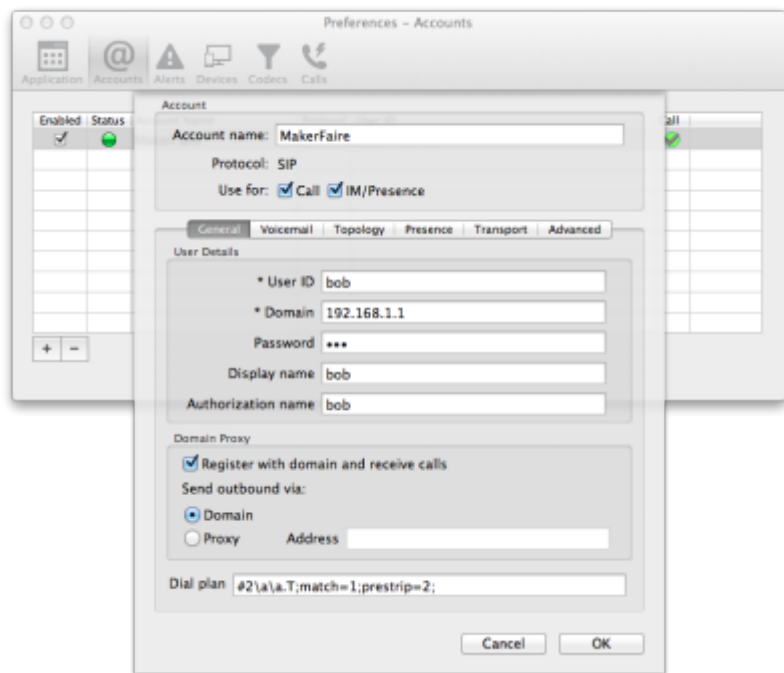 Preferences – Accounts
Application Accounts Alerts Devices Codecs Calls
Enabled Status
Account
Account name: MakerFaire
Protocol: SIP
Use for: Call IM/Presence
General Voicemail Topology Presence Transport Advanced
User Details
* User ID bob
* Domain 192.168.1.1
Password •••
Display name bob
Authorization name bob
+ −
Domain Proxy
Register with domain and receive calls
Send outbound via:
Domain
Proxy Address
Dial plan #2\a\a.T;match=1;prestrip=2;
Cancel OK